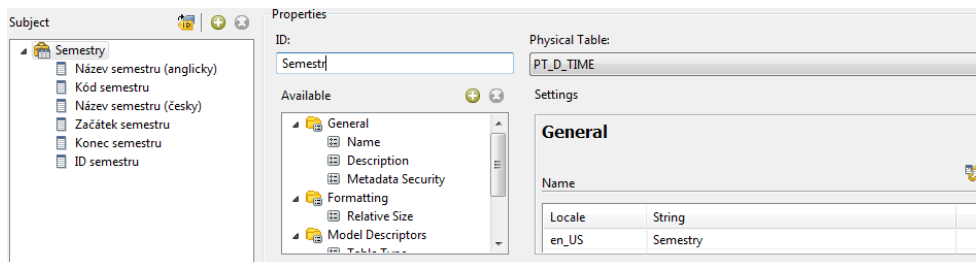 Subject
Semestry
Název semestru (anglicky)
Kód semestru
Název semestru (česky)
Začátek semestru
Konec semestru
ID semestru
Properties
ID:
Semestr
Physical Table:
PT_D_TIME
Available
General
Name
Description
Metadata Security
Formatting
Relative Size
Model Descriptors
Table Type
Settings
General
Name
Locale String
en_US Semestry